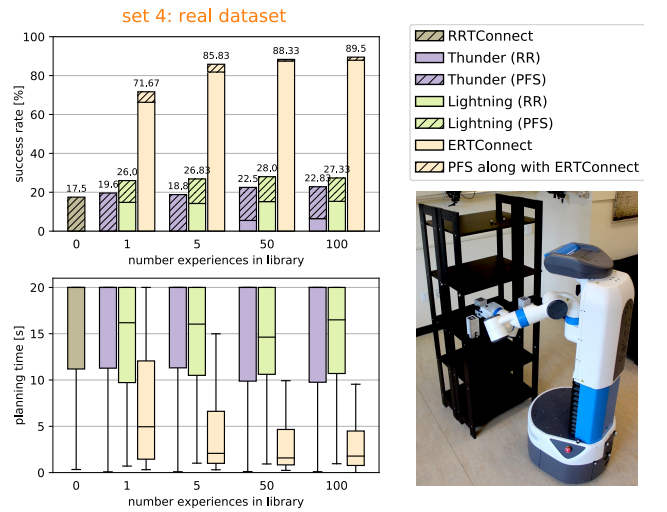 set 4: real dataset
success rate [%]
100
80
60
40
20
0
17.5
19.6
26.0
71.67
18.8
26.83
85.83
22.5
28.0
88.33
22.83
27.33
89.5
0 1 5 50 100
number experiences in library
planning time [s]
20
15
10
5
0
0 1 5 50 100
number experiences in library
RRTConnect
Thunder (RR)
Thunder (PFS)
Lightning (RR)
Lightning (PFS)
ERTConnect
PFS along with ERTConnect